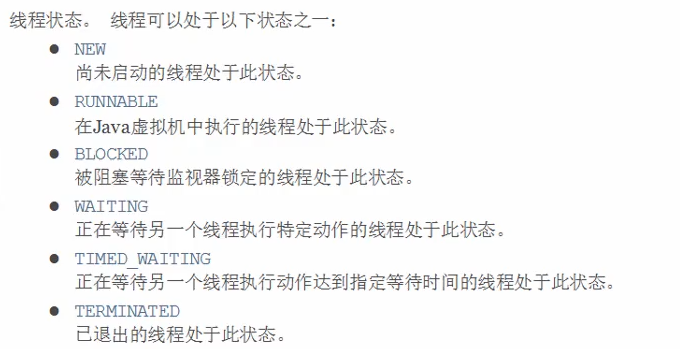 线程状态。 线程可以处于以下状态之一：
● NEW
尚未启动的线程处于此状态。
● RUNNABLE
在Java虚拟机中执行的线程处于此状态。
● BLOCKED
被阻塞等待监视器锁定的线程处于此状态。
● WAITING
正在等待另一个线程执行特定动作的线程处于此状态。
● TIMED_WAITING
正在等待另一个线程执行动作达到指定等待时间的线程处于此状态。
● TERMINATED
已退出的线程处于此状态。